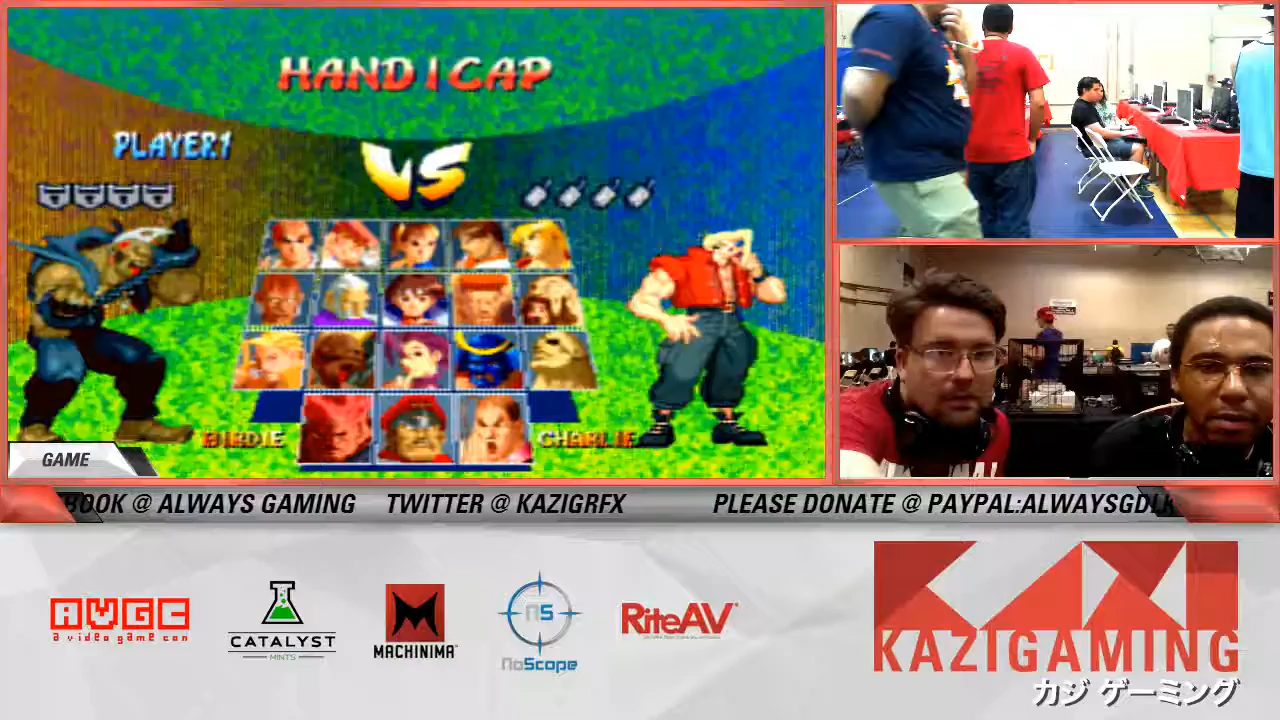 HANDICAP
PLAYER1
VS
BIRDIE
CHARLIE
GAME
BOOK @ ALWAYS GAMING TWITTER @ KAZIGRFX PLEASE DONATE @ PAYPAL:ALWAYSGDLK
AVGC
a video game con
CATALYST
MINTS
MACHINIMA
NS
NoScope
RiteAV
KAZI
KAZIGAMING
カジ ゲーミング